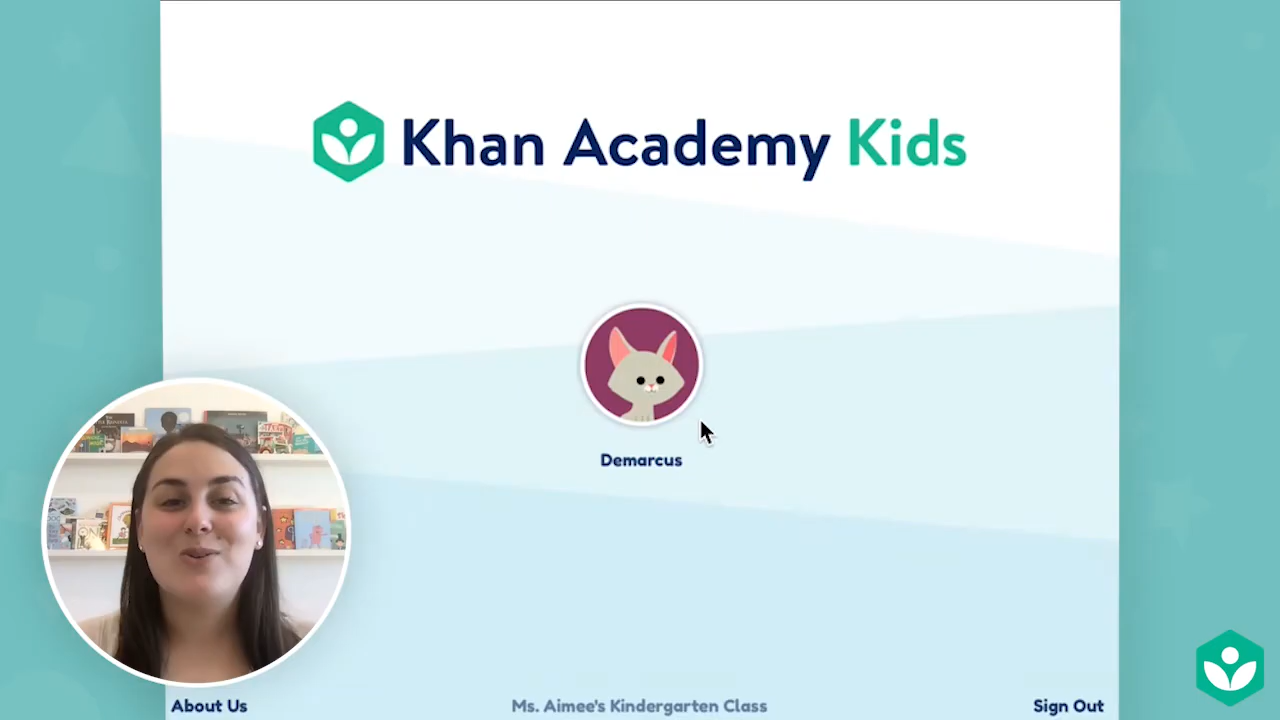 Khan Academy Kids
Demarcus
About Us
Ms. Aimee's Kindergarten Class
Sign Out